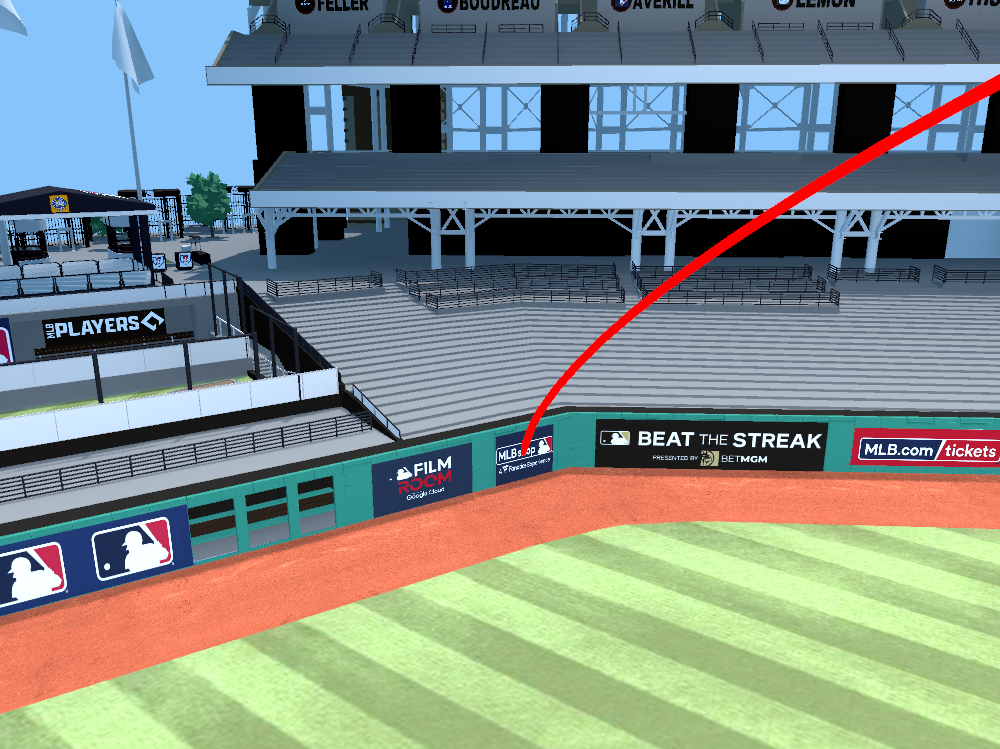 FELLER
BOUDREAU
AVERILL
LEMON
MLB PLAYERS
FILM
ROOM
Google Cloud
MLB
A Fanatics Experience
BEAT THE STREAK
PRESENTED BY BETMGM
MLB.com/tickets